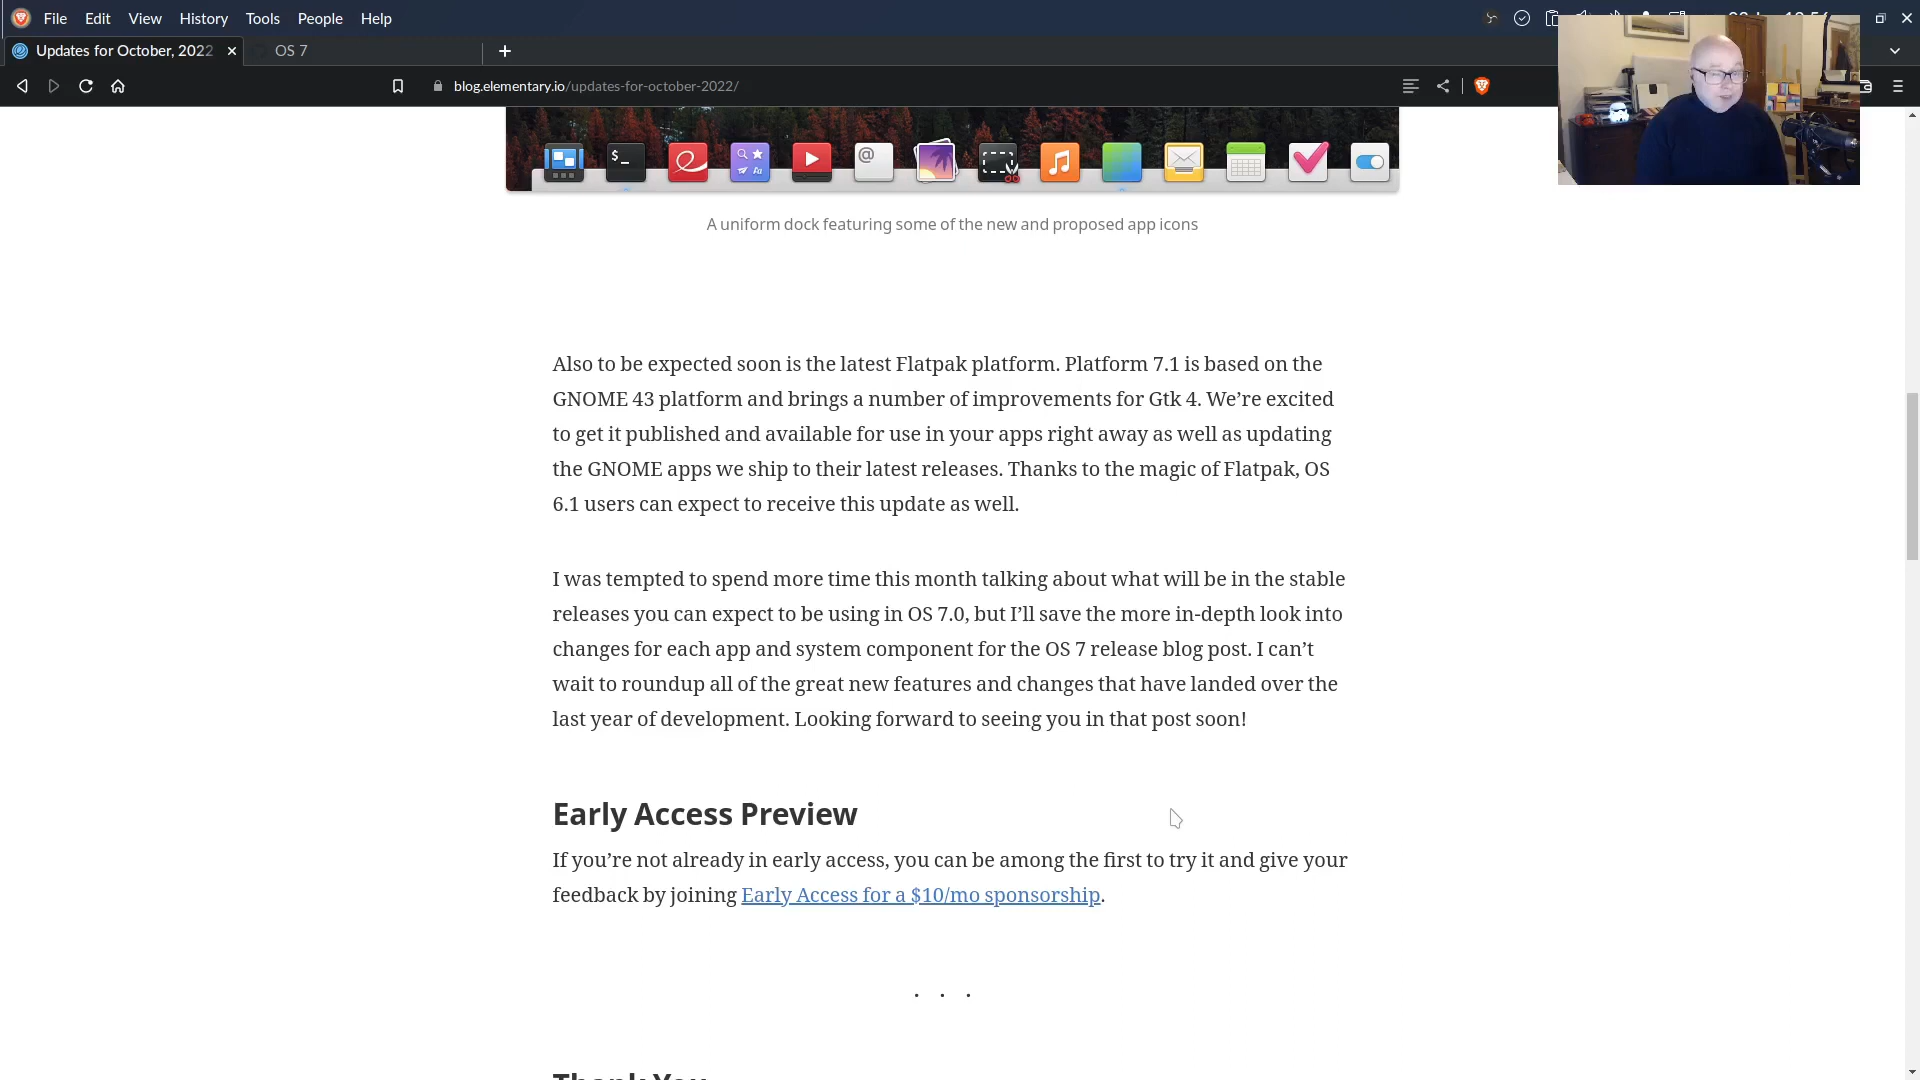 File Edit View History Tools People Help
Updates for October, 2022
OS 7
blog.elementary.io/updates-for-october-2022/
A uniform dock featuring some of the new and proposed app icons
Also to be expected soon is the latest Flatpak platform. Platform 7.1 is based on the
GNOME 43 platform and brings a number of improvements for Gtk 4. We’re excited
to get it published and available for use in your apps right away as well as updating
the GNOME apps we ship to their latest releases. Thanks to the magic of Flatpak, OS
6.1 users can expect to receive this update as well.
I was tempted to spend more time this month talking about what will be in the stable
releases you can expect to be using in OS 7.0, but I’ll save the more in-depth look into
changes for each app and system component for the OS 7 release blog post. I can’t
wait to roundup all of the great new features and changes that have landed over the
last year of development. Looking forward to seeing you in that post soon!
Early Access Preview
If you’re not already in early access, you can be among the first to try it and give your
feedback by joining Early Access for a $10/mo sponsorship.
. . .